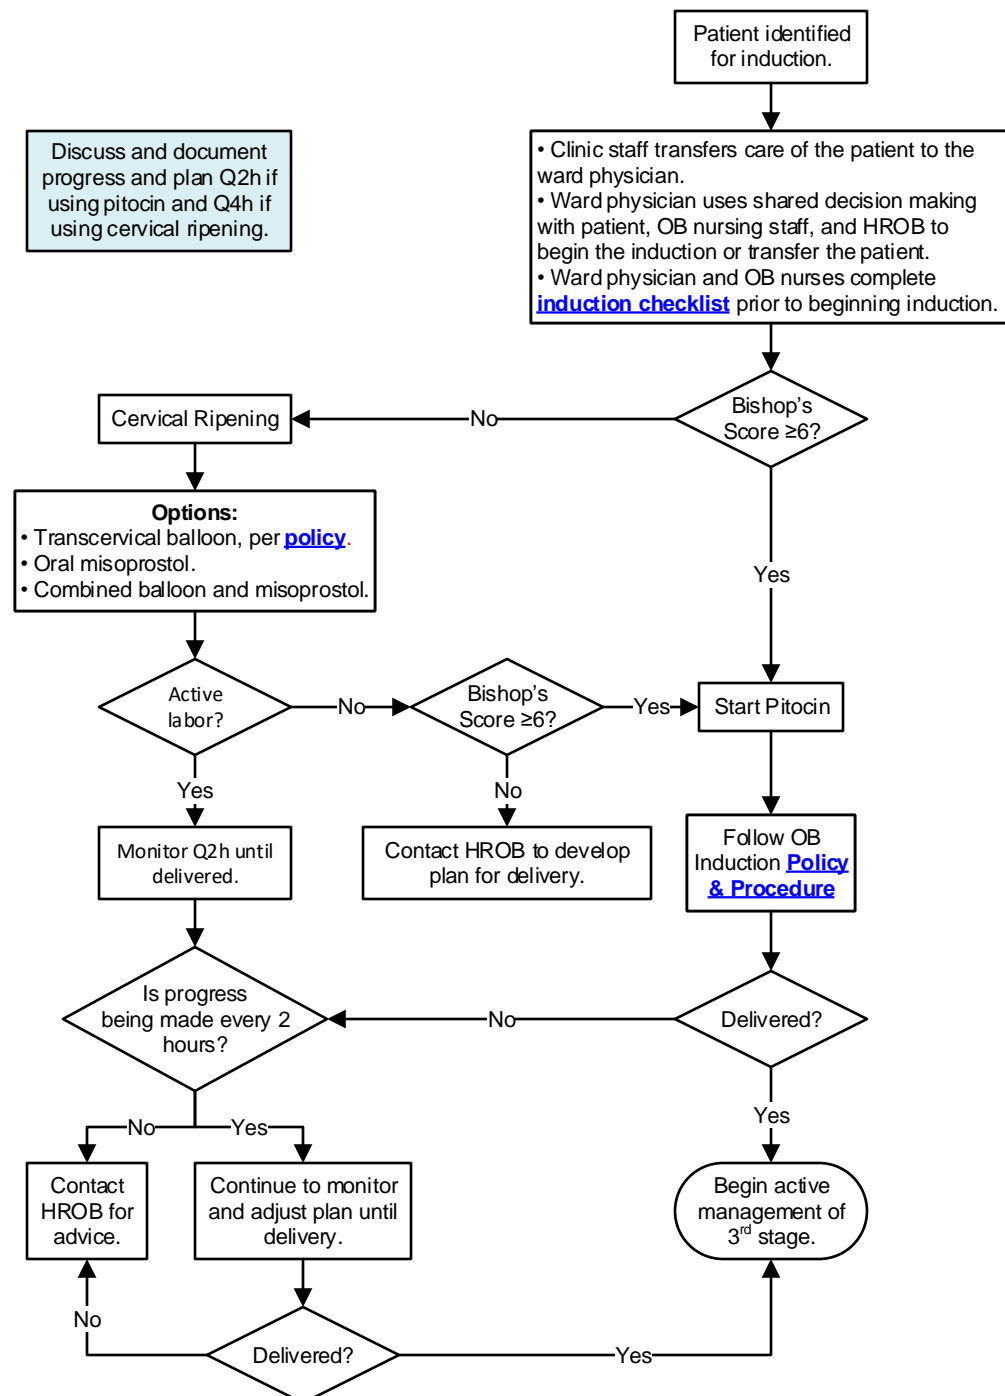 Patient identified
for induction.
Discuss and document
progress and plan Q2h if
using pitocin and Q4h if
using cervical ripening.
• Clinic staff transfers care of the patient to the
ward physician.
• Ward physician uses shared decision making
with patient, OB nursing staff, and HROB to
begin the induction or transfer the patient.
• Ward physician and OB nurses complete
induction checklist prior to beginning induction.
Bishop's
Score ≥6?
No
Cervical Ripening
Yes
Options:
• Transcervical balloon, per policy.
• Oral misoprostol.
• Combined balloon and misoprostol.
Active
labor?
No
Bishop's
Score ≥6?
Yes
Start Pitocin
Yes
No
Monitor Q2h until
delivered.
Contact HROB to develop
plan for delivery.
Follow OB
Induction Policy
& Procedure
Is progress
being made every 2
hours?
No
Delivered?
No
Yes
Yes
Contact
HROB for
advice.
Continue to monitor
and adjust plan until
delivery.
Begin active
management of
3rd stage.
No
Delivered?
Yes